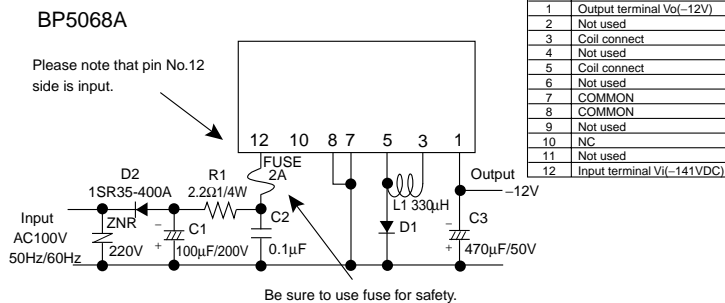 BP5068A
Please note that pin No.12
side is input.
1 Output terminal Vo(−12V)
2 Not used
3 Coil connect
4 Not used
5 Coil connect
6 Not used
7 COMMON
8 COMMON
9 Not used
10 NC
11 Not used
12 Input terminal Vi(−141VDC)
12 10 8 7 5 3 1
FUSE
2A
D2
1SR35-400A
R1
2.2Ω1/4W
L1 330μH
Output
−12V
Input
AC100V
50Hz/60Hz
ZNR
220V
−
+
C1
100μF/200V
C2
0.1μF
D1
−
+
C3
470μF/50V
Be sure to use fuse for safety.